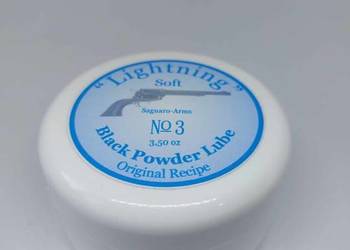 "Lightning"
Soft
Saguaro-Arms
No 3
3.50 oz
Black Powder Lube
Original Recipe